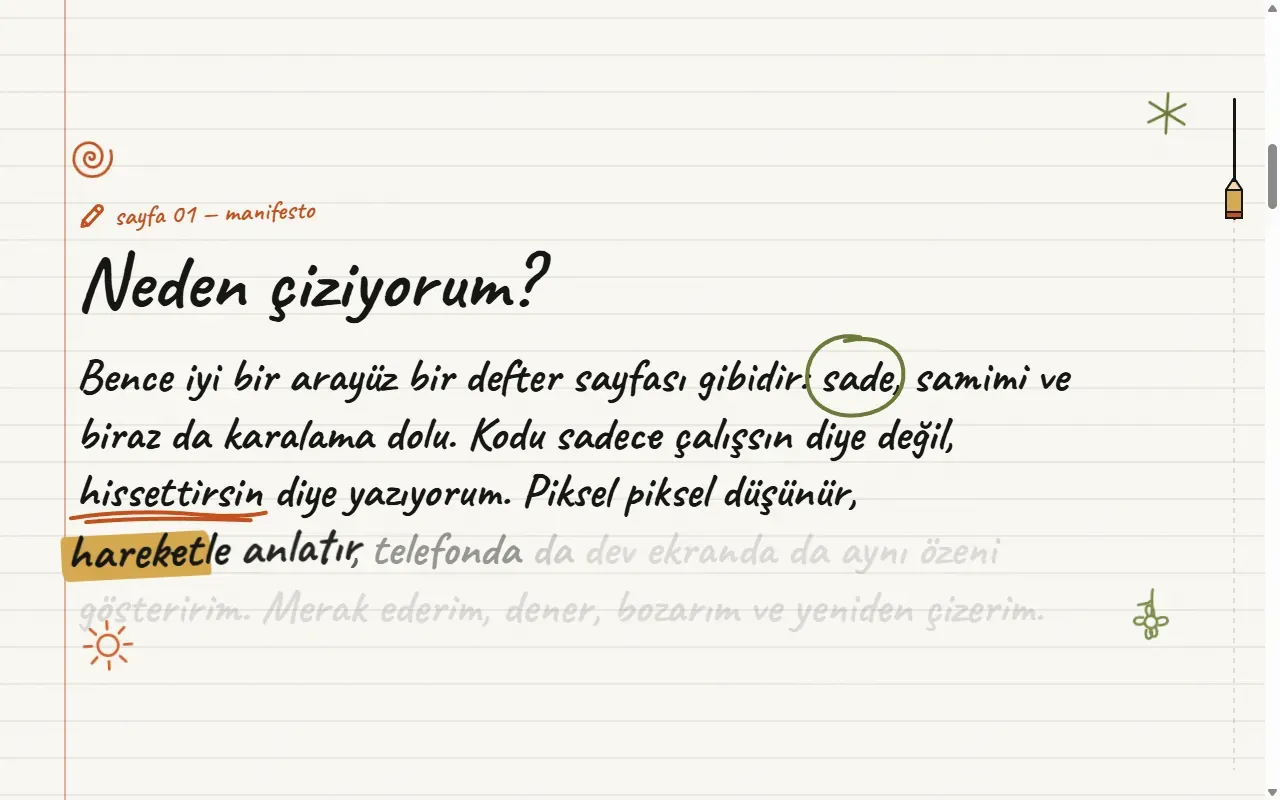 sayfa 01 — manifesto
Neden çiziyorum?
Bence iyi bir arayüz bir defter sayfası gibidir: sade, samimi ve
biraz da karalama dolu. Kodu sadece çalışsın diye değil,
hissettirsin diye yazıyorum. Piksel piksel düşünür,
hareketle anlatır, telefonda da dev ekranda da aynı özeni
gösteririm. Merak ederim, dener, bozarım ve yeniden çizerim.